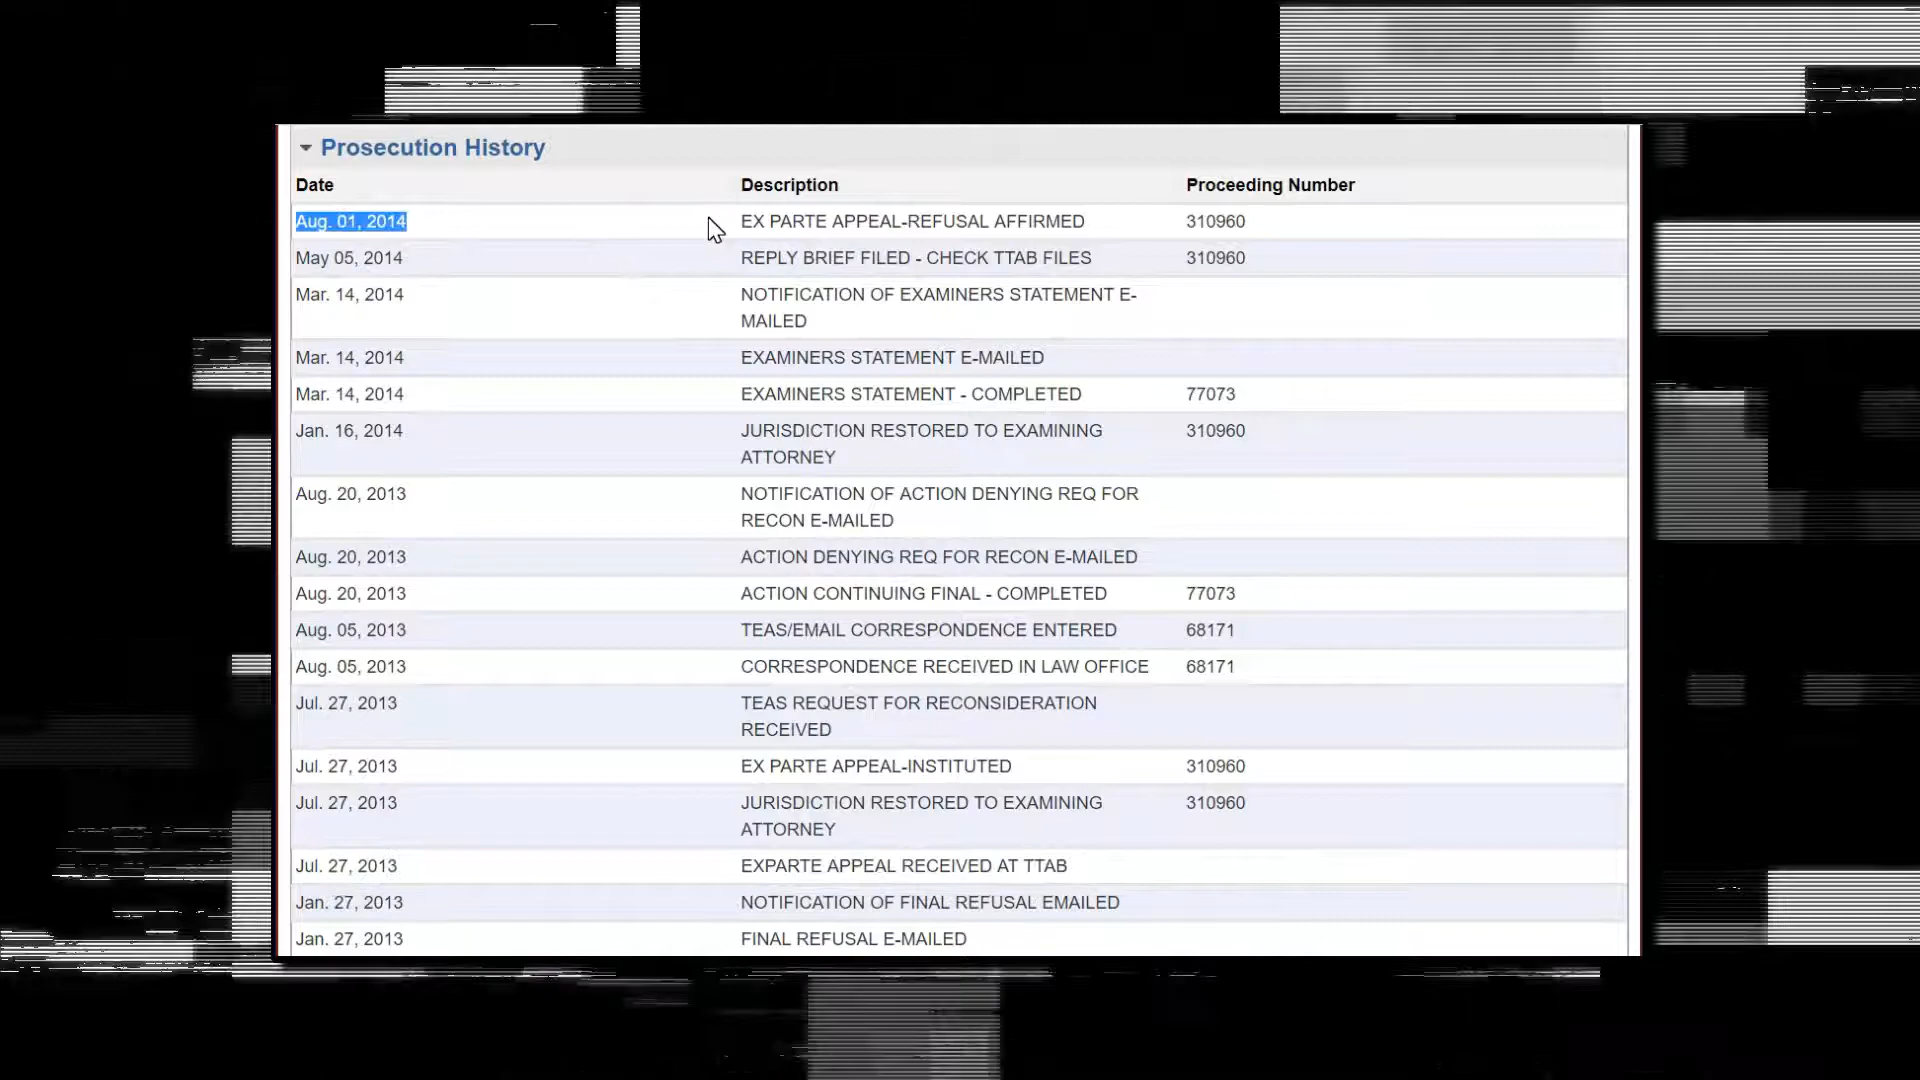 Prosecution History
Date Description Proceeding Number
Aug. 01, 2014 EX PARTE APPEAL-REFUSAL AFFIRMED 310960
May 05, 2014 REPLY BRIEF FILED - CHECK TTAB FILES 310960
Mar. 14, 2014 NOTIFICATION OF EXAMINERS STATEMENT E-
MAILED
Mar. 14, 2014 EXAMINERS STATEMENT E-MAILED
Mar. 14, 2014 EXAMINERS STATEMENT - COMPLETED 77073
Jan. 16, 2014 JURISDICTION RESTORED TO EXAMINING 310960
ATTORNEY
Aug. 20, 2013 NOTIFICATION OF ACTION DENYING REQ FOR
RECON E-MAILED
Aug. 20, 2013 ACTION DENYING REQ FOR RECON E-MAILED
Aug. 20, 2013 ACTION CONTINUING FINAL - COMPLETED 77073
Aug. 05, 2013 TEAS/EMAIL CORRESPONDENCE ENTERED 68171
Aug. 05, 2013 CORRESPONDENCE RECEIVED IN LAW OFFICE 68171
Jul. 27, 2013 TEAS REQUEST FOR RECONSIDERATION
RECEIVED
Jul. 27, 2013 EX PARTE APPEAL-INSTITUTED 310960
Jul. 27, 2013 JURISDICTION RESTORED TO EXAMINING 310960
ATTORNEY
Jul. 27, 2013 EXPARTE APPEAL RECEIVED AT TTAB
Jan. 27, 2013 NOTIFICATION OF FINAL REFUSAL EMAILED
Jan. 27, 2013 FINAL REFUSAL E-MAILED